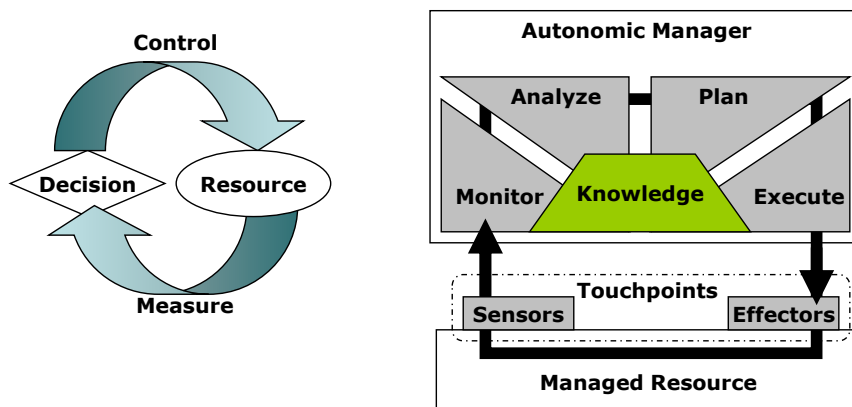 Control
Decision
Resource
Measure
Autonomic Manager
Analyze
Plan
Monitor
Knowledge
Execute
Touchpoints
Sensors
Effectors
Managed Resource